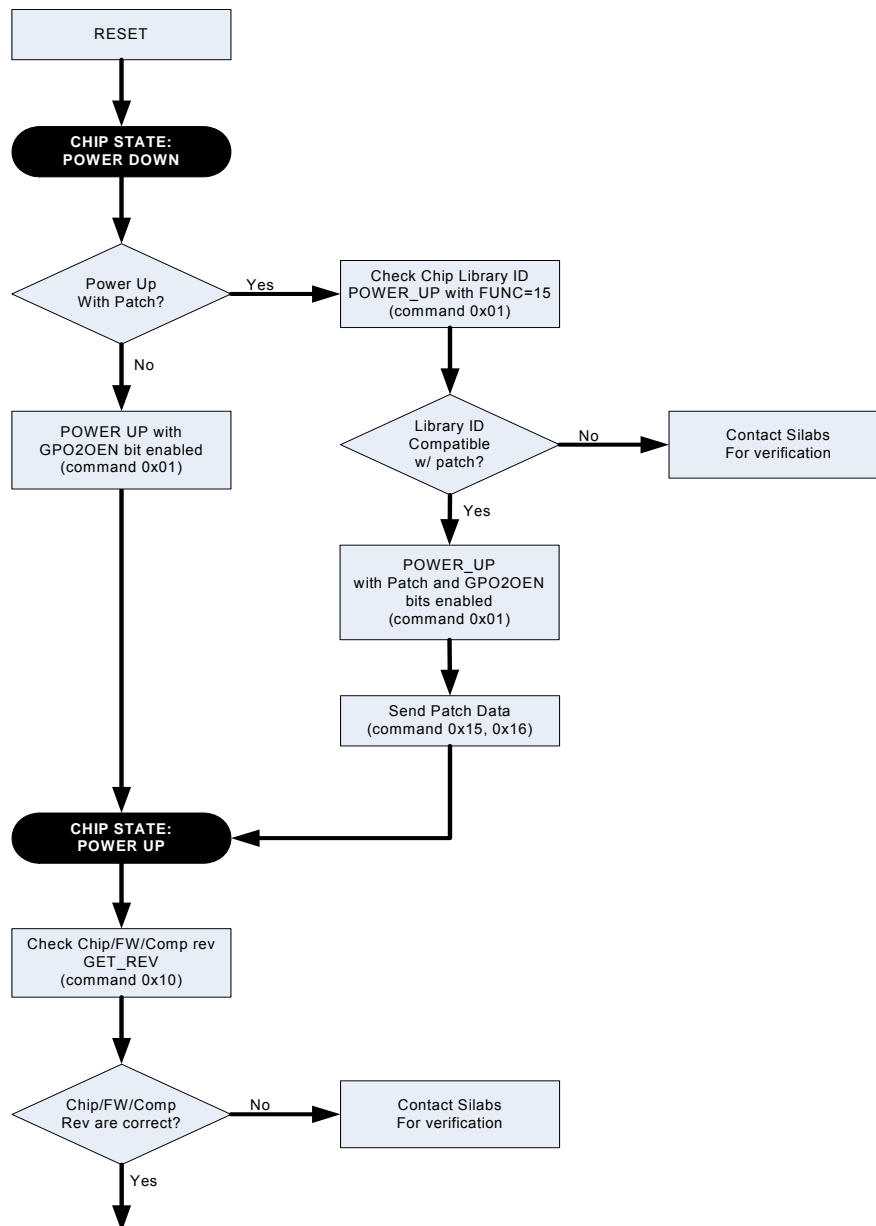 RESET
CHIP STATE:
POWER DOWN
Power Up
With Patch?
Yes
No
Check Chip Library ID
POWER_UP with FUNC=15
(command 0x01)
POWER UP with
GPO2OEN bit enabled
(command 0x01)
Library ID
Compatible
w/ patch?
No
Contact Silabs
For verification
Yes
POWER_UP
with Patch and GPO2OEN
bits enabled
(command 0x01)
Send Patch Data
(command 0x15, 0x16)
CHIP STATE:
POWER UP
Check Chip/FW/Comp rev
GET_REV
(command 0x10)
Chip/FW/Comp
Rev are correct?
No
Contact Silabs
For verification
Yes